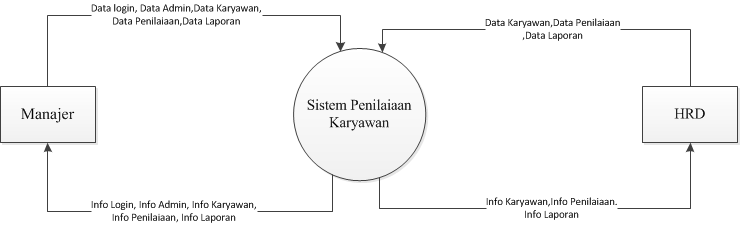 Data login, Data Admin,Data Karyawan,
Data Penilaiaan,Data Laporan
Data Karyawan,Data Penilaiaan
,Data Laporan
Manajer
Sistem Penilaiaan
Karyawan
HRD
Info Login, Info Admin, Info Karyawan,
Info Penilaiaan, Info Laporan
Info Karyawan,Info Penilaiaan.
Info Laporan